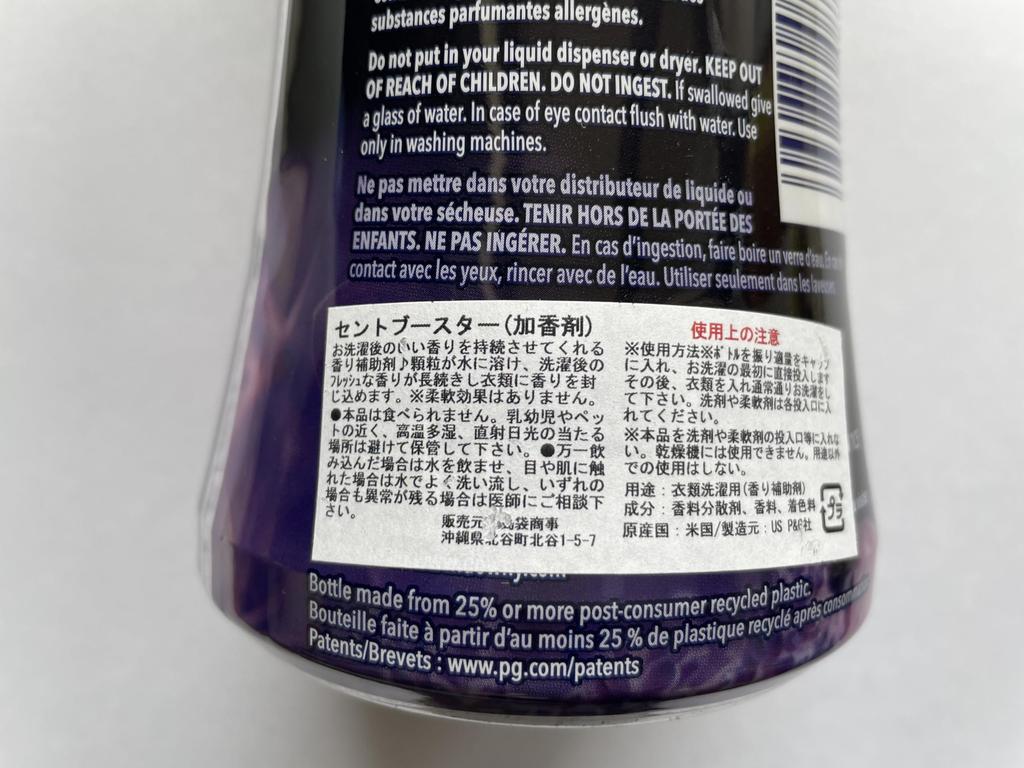 substances parfumantes allergènes.
Do not put in your liquid dispenser or dryer. KEEP OUT
OF REACH OF CHILDREN. DO NOT INGEST. If swallowed give
a glass of water. In case of eye contact flush with water. Use
only in washing machines.
Ne pas mettre dans votre distributeur de liquide ou
dans votre sécheuse. TENIR HORS DE LA PORTÉE DES
ENFANTS. NE PAS INGÉRER. En cas d'ingestion, faire boire un verre d'eau. En
contact avec les yeux, rincer avec de l'eau. Utiliser seulement dans les
セントブースター(加香剤)
お洗濯後のいい香りを持続させてくれる
香り補助剤♪顆粒が水に溶け、洗濯後の
フレッシュな香りが長続きし衣類に香りを封
じ込めます。※柔軟効果はありません。
●本品は食べられません。乳幼児やペッ
トの近く、高温多湿、直射日光の当たる
場所は避けて保管して下さい。●万一飲
み込んだ場合は水を飲ませ、目や肌に触
れた場合は水でよく洗い流し、いずれの
場合も異常が残る場合は医師にご相談下
さい。
販売元 袋商事
沖縄県北谷町北谷1-5-7
使用上の注意
※使用方法※ボトルを振り適量をキャップ
に入れ、お洗濯の最初に直接投入します
その後、衣類を入れ通常通りお洗濯をし
て下さい。洗剤や柔軟剤は各投入口に入
れてください。
※本品を洗剤や柔軟剤の投入口等に入れな
い。乾燥機には使用できません。用途以外
での使用はしない。
用途：衣類洗濯用(香り補助剤)
成分：香料分散剤、香料、着色料
原産国：米国/製造元：US P&G社
プラ
Bottle made from 25% or more post-consumer recycled plastic.
Bouteille faite à partir d'au moins 25 % de plastique recyclé après
Patents/Brevets : www.pg.com/patents